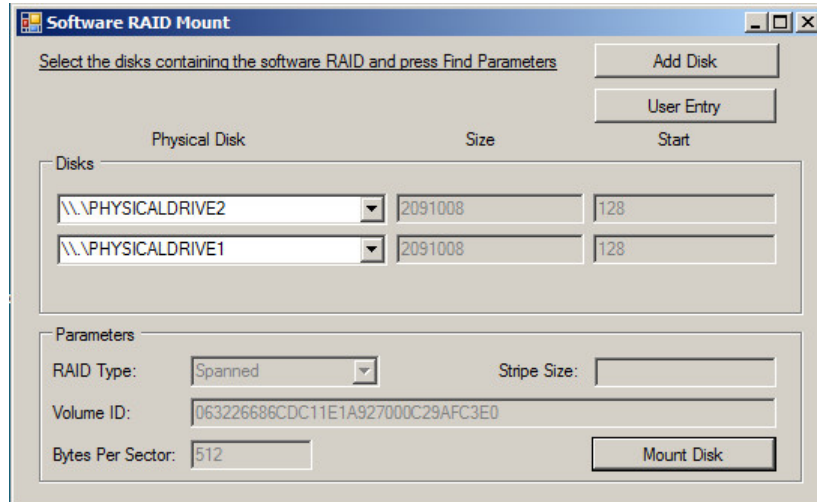 Software RAID Mount
Select the disks containing the software RAID and press Find Parameters
Add Disk
User Entry
Physical Disk Size Start
Disks
\\.\PHYSICALDRIVE2 2091008 128
\\.\PHYSICALDRIVE1 2091008 128
Parameters
RAID Type: Spanned Stripe Size:
Volume ID: 063226686CDC11E1A927000C29AFC3E0
Bytes Per Sector: 512 Mount Disk